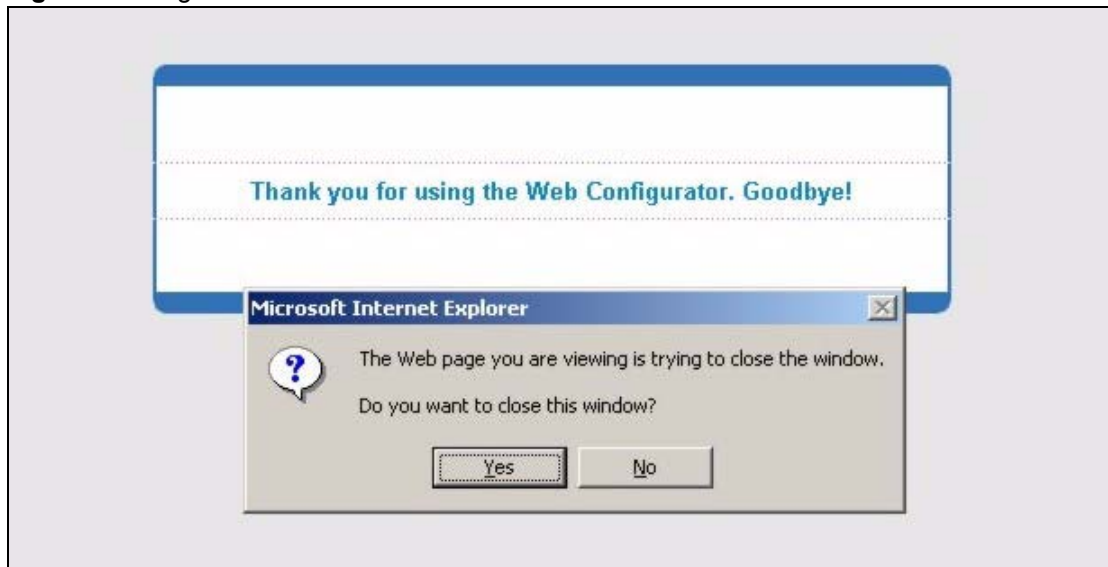 Thank you for using the Web Configurator. Goodbye!
Microsoft Internet Explorer
The Web page you are viewing is trying to close the window.
Do you want to close this window?
Yes
No